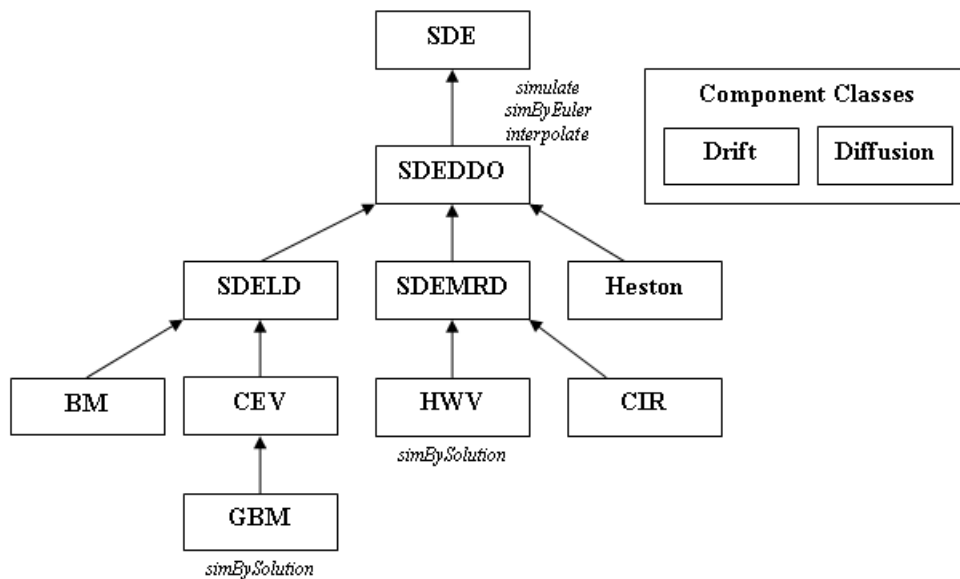 SDE
simulate
simByEuler
interpolate
Component Classes
Drift
Diffusion
SDEDDO
SDELD
SDEMRD
Heston
BM
CEV
HWV
CIR
simBySolution
GBM
simBySolution